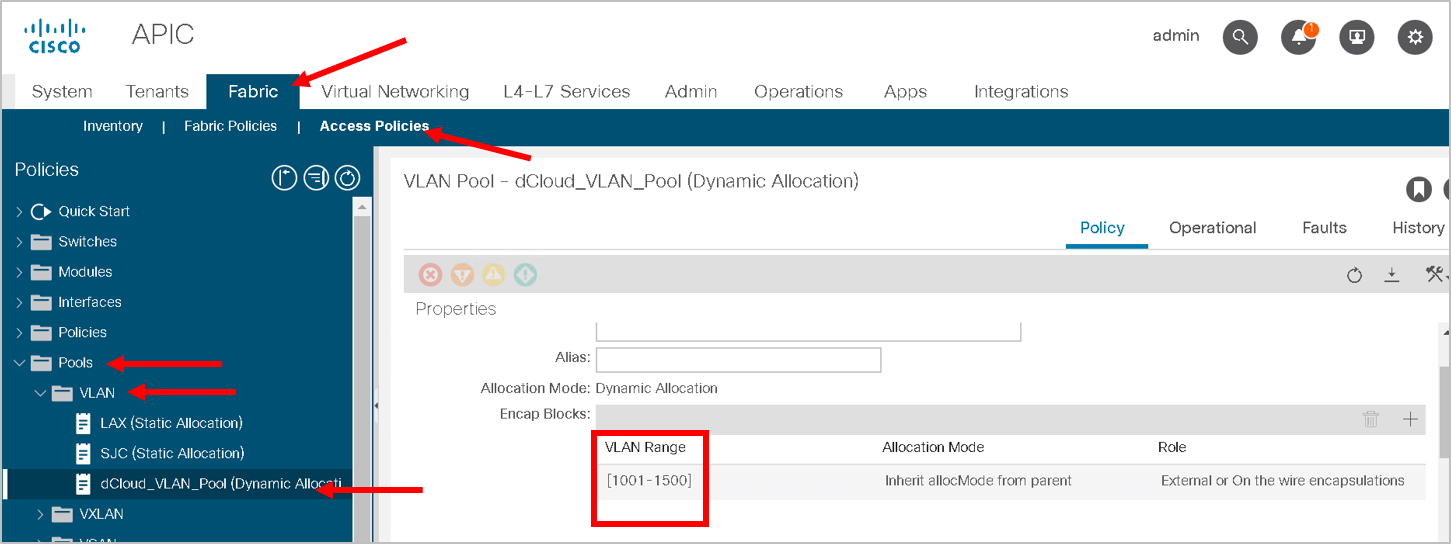 CISCO
APIC
admin
1
System Tenants Fabric Virtual Networking L4-L7 Services Admin Operations Apps Integrations
Inventory | Fabric Policies | Access Policies
Policies
Quick Start
Switches
Modules
Interfaces
Policies
Pools
VLAN
LAX (Static Allocation)
SJC (Static Allocation)
dCloud_VLAN_Pool (Dynamic Allocati
VXLAN
VSAN
VLAN Pool - dCloud_VLAN_Pool (Dynamic Allocation)
Policy Operational Faults History
Properties
Alias:
Allocation Mode: Dynamic Allocation
Encap Blocks:
VLAN Range Allocation Mode Role
[1001-1500] Inherit allocMode from parent External or On the wire encapsulations